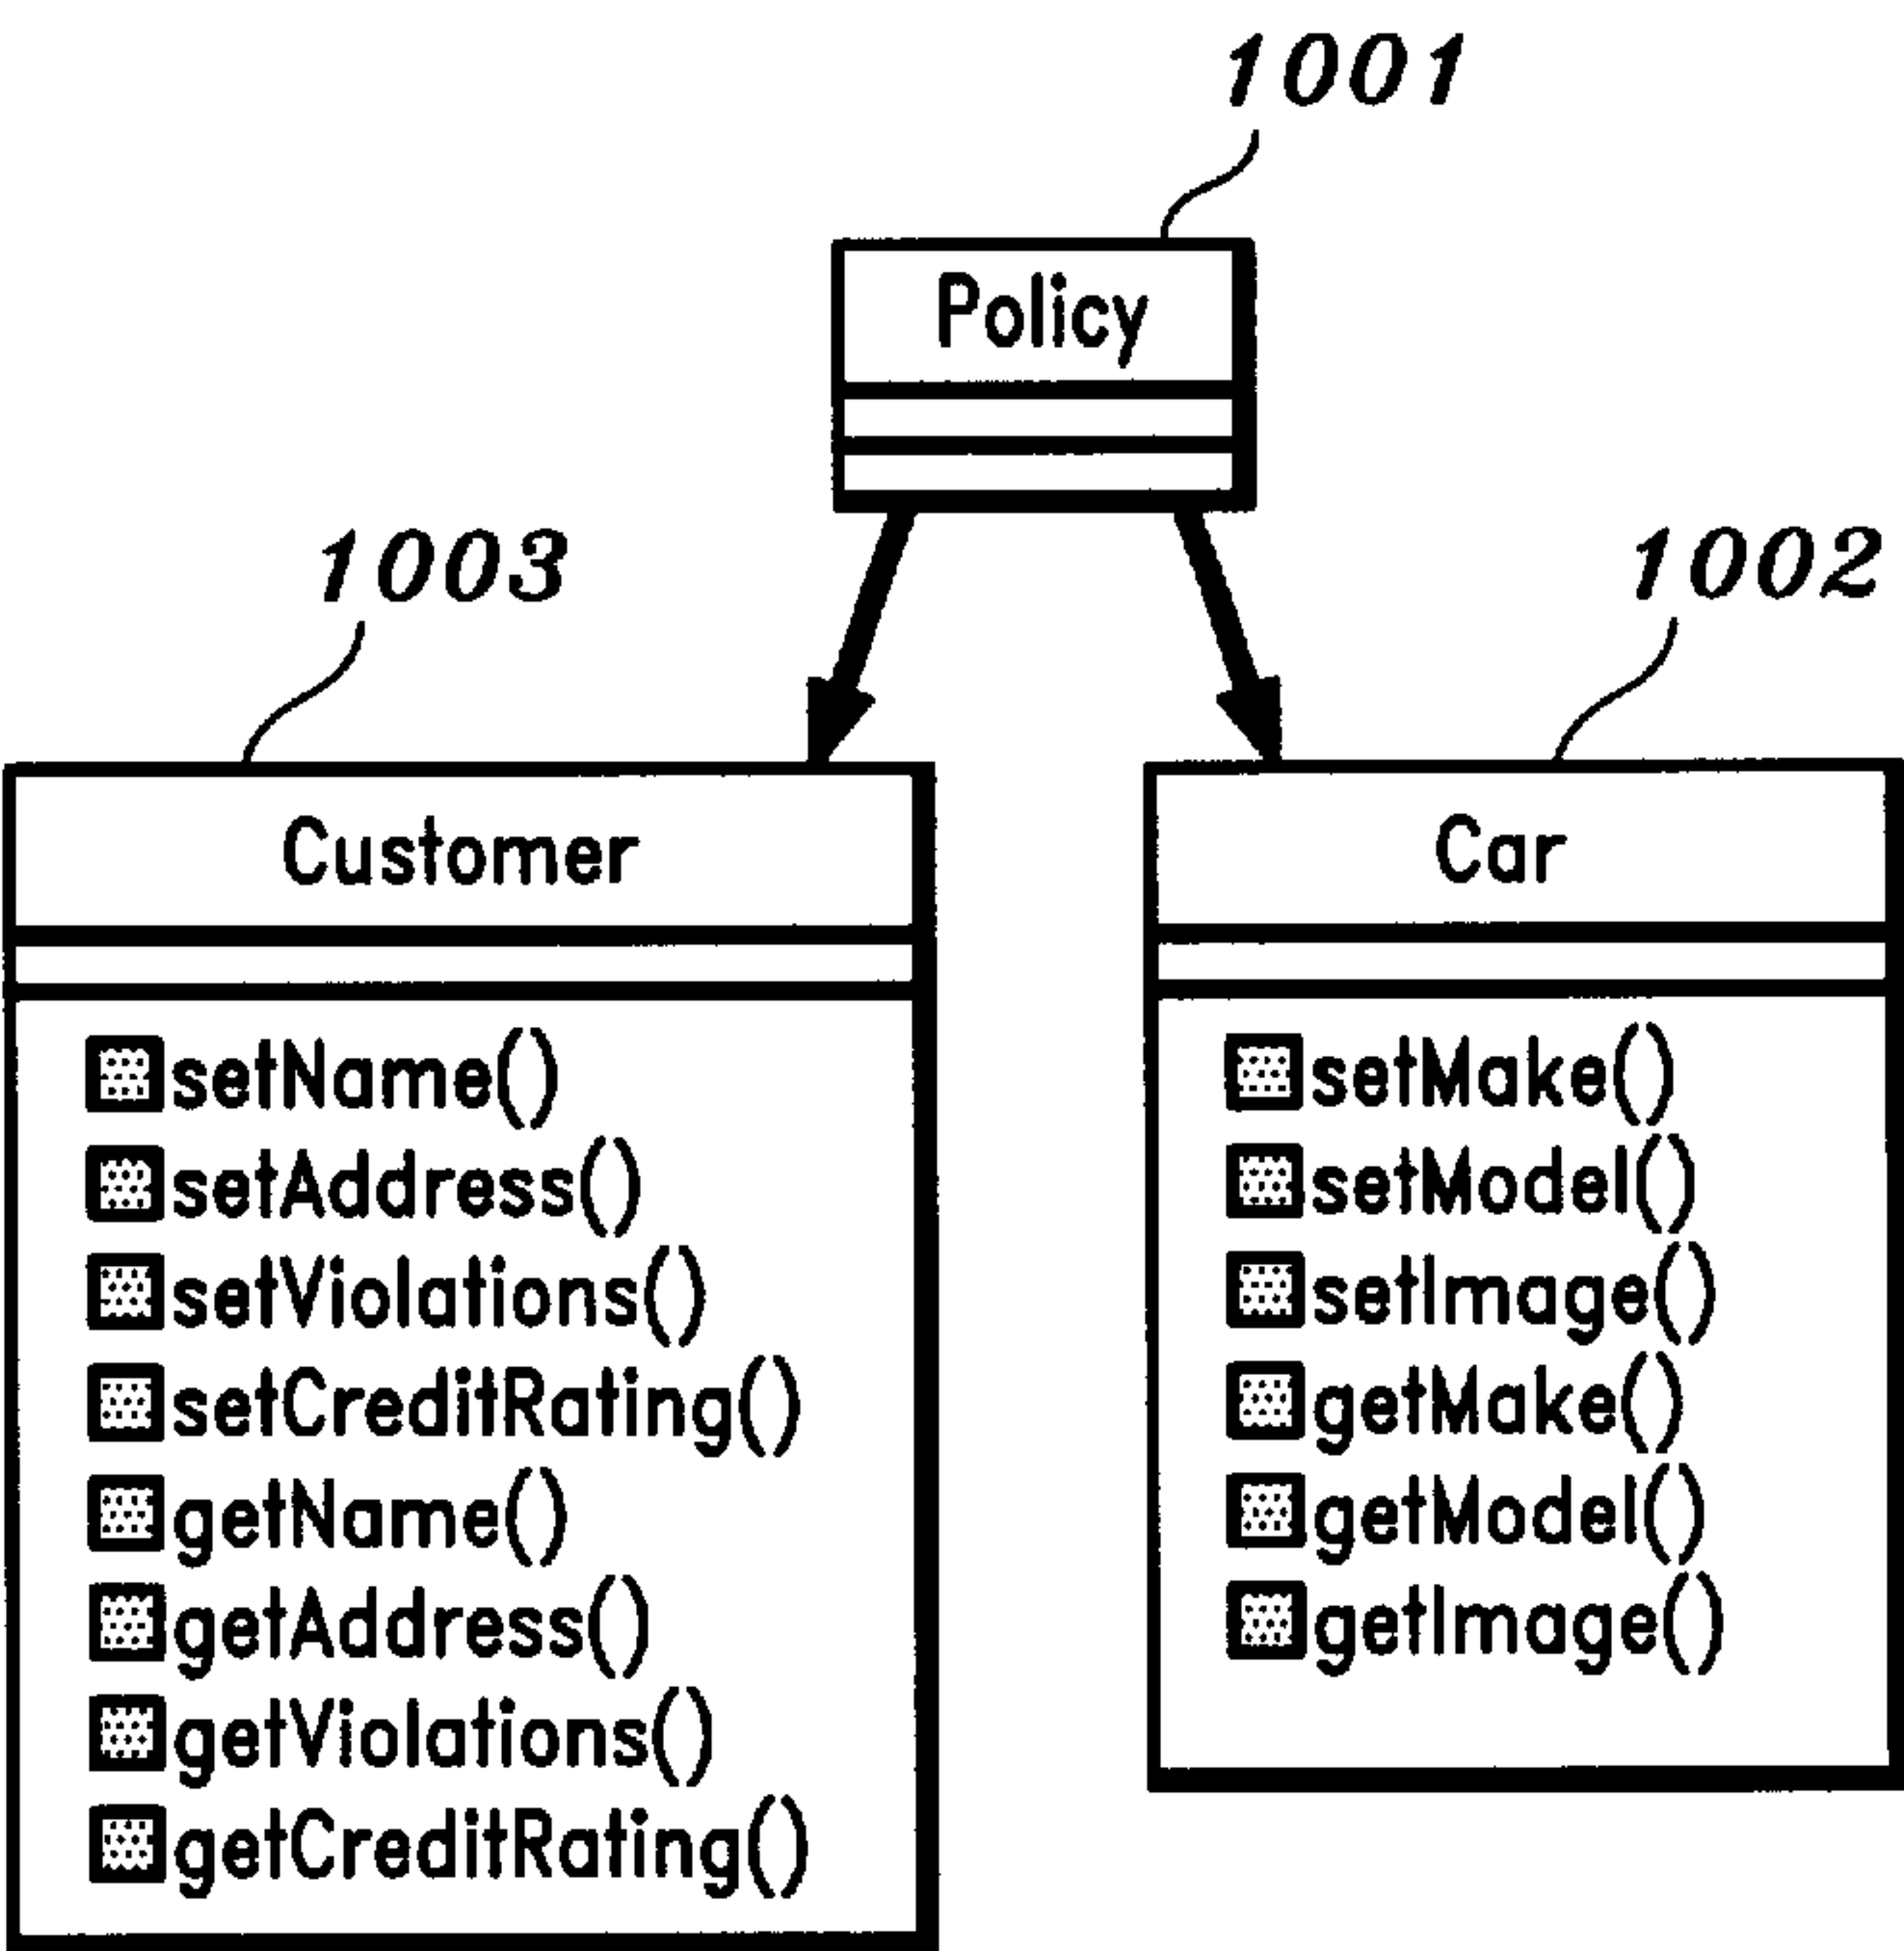 1001
Policy
1003
1002
Customer
setName()
setAddress()
setViolations()
setCreditRating()
getName()
getAddress()
getViolations()
getCreditRating()
Car
setMake()
setModel()
setImage()
getMake()
getModel()
getImage()